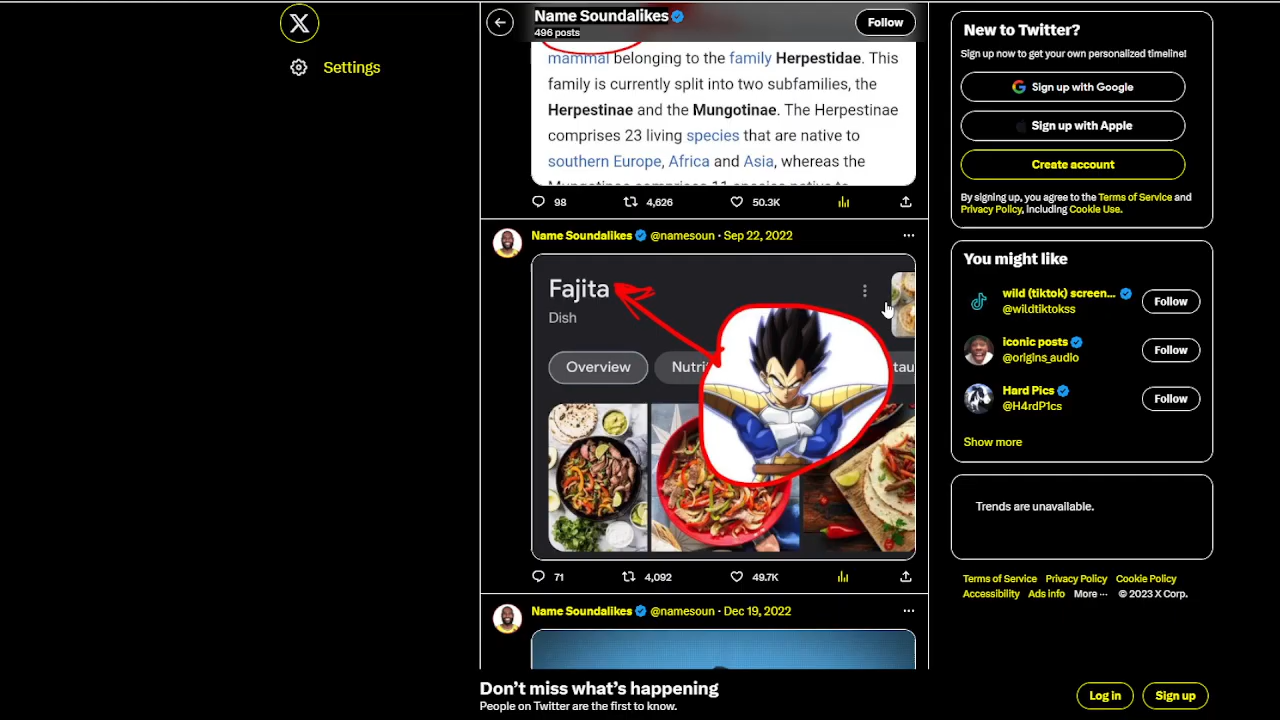 Settings
Name Soundalikes
496 posts
Follow
mammal belonging to the family Herpestidae. This
family is currently split into two subfamilies, the
Herpestinae and the Mungotinae. The Herpestinae
comprises 23 living species that are native to
southern Europe, Africa and Asia, whereas the
Mungotinae comprises 11 species native to
98 4,626 50.3K
Name Soundalikes @namesoun · Sep 22, 2022
Fajita
Dish
Overview
71 4,092 49.7K
Name Soundalikes @namesoun · Dec 19, 2022
New to Twitter?
Sign up now to get your own personalized timeline!
Sign up with Google
Sign up with Apple
Create account
By signing up, you agree to the Terms of Service and
Privacy Policy, including Cookie Use.
You might like
wild (tiktok) screen...
@wildtiktokss
Follow
iconic posts
@origins_audio
Follow
Hard Pics
@H4rdP1cs
Follow
Show more
Trends are unavailable.
Terms of Service Privacy Policy Cookie Policy
Accessibility Ads info More ··· © 2023 X Corp.
Don't miss what's happening
People on Twitter are the first to know.
Log in
Sign up